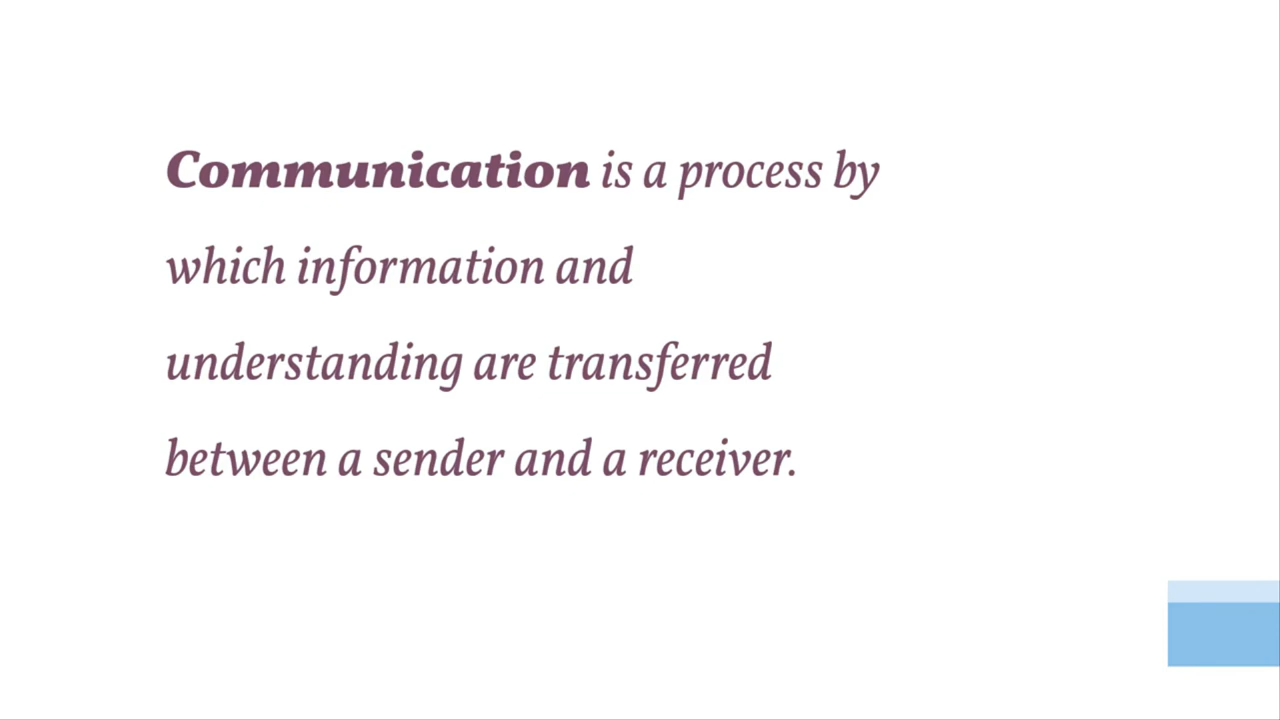 Communication is a process by
which information and
understanding are transferred
between a sender and a receiver.